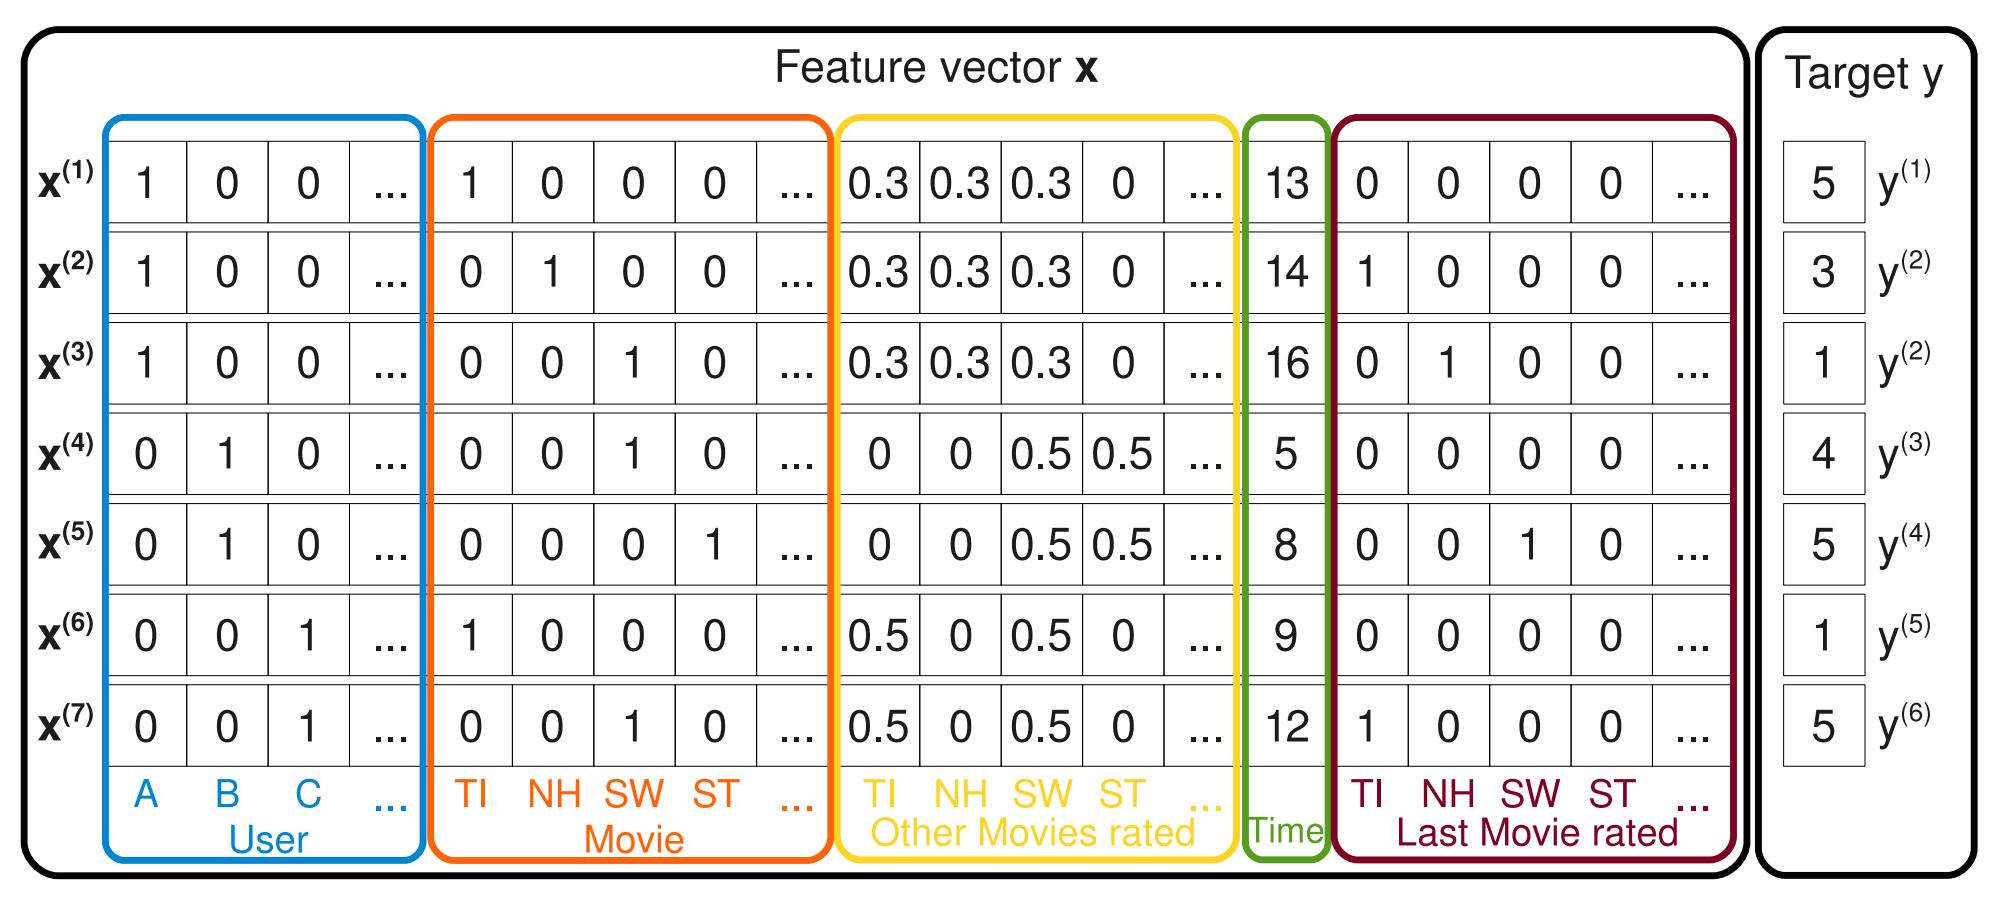 Feature vector x
Target y
x(1) 1 0 0 ... 1 0 0 0 ... 0.3 0.3 0.3 0 ... 13 0 0 0 0 ... 5 y(1)
x(2) 1 0 0 ... 0 1 0 0 ... 0.3 0.3 0.3 0 ... 14 1 0 0 0 ... 3 y(2)
x(3) 1 0 0 ... 0 0 1 0 ... 0.3 0.3 0.3 0 ... 16 0 1 0 0 ... 1 y(2)
x(4) 0 1 0 ... 0 0 1 0 ... 0 0 0.5 0.5 ... 5 0 0 0 0 ... 4 y(3)
x(5) 0 1 0 ... 0 0 0 1 ... 0 0 0.5 0.5 ... 8 0 0 1 0 ... 5 y(4)
x(6) 0 0 1 ... 1 0 0 0 ... 0.5 0 0.5 0 ... 9 0 0 0 0 ... 1 y(5)
x(7) 0 0 1 ... 0 0 1 0 ... 0.5 0 0.5 0 ... 12 1 0 0 0 ... 5 y(6)
A B C ... TI NH SW ST ... TI NH SW ST ... TI NH SW ST ...
User Movie Other Movies rated Time Last Movie rated